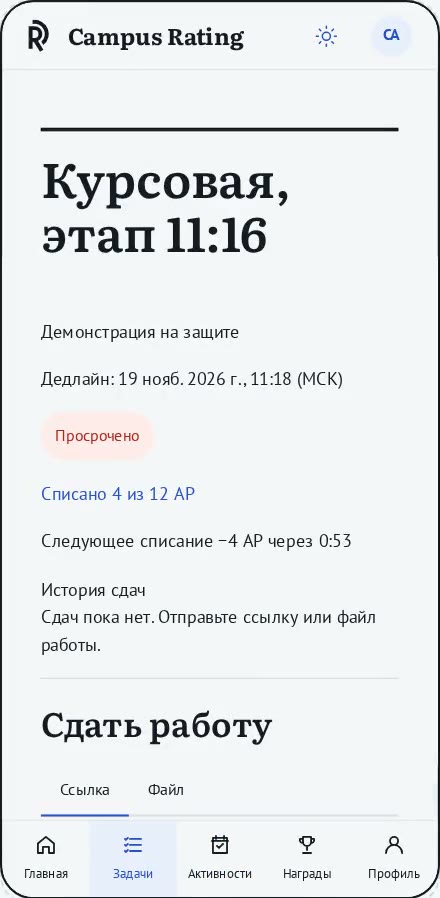 Campus Rating
СА
Курсовая,
этап 11:16
Демонстрация на защите
Дедлайн: 19 нояб. 2026 г., 11:18 (МСК)
Просрочено
Списано 4 из 12 АР
Следующее списание −4 АР через 0:53
История сдач
Сдач пока нет. Отправьте ссылку или файл
работы.
Сдать работу
Ссылка Файл
Главная Задачи Активности Награды Профиль